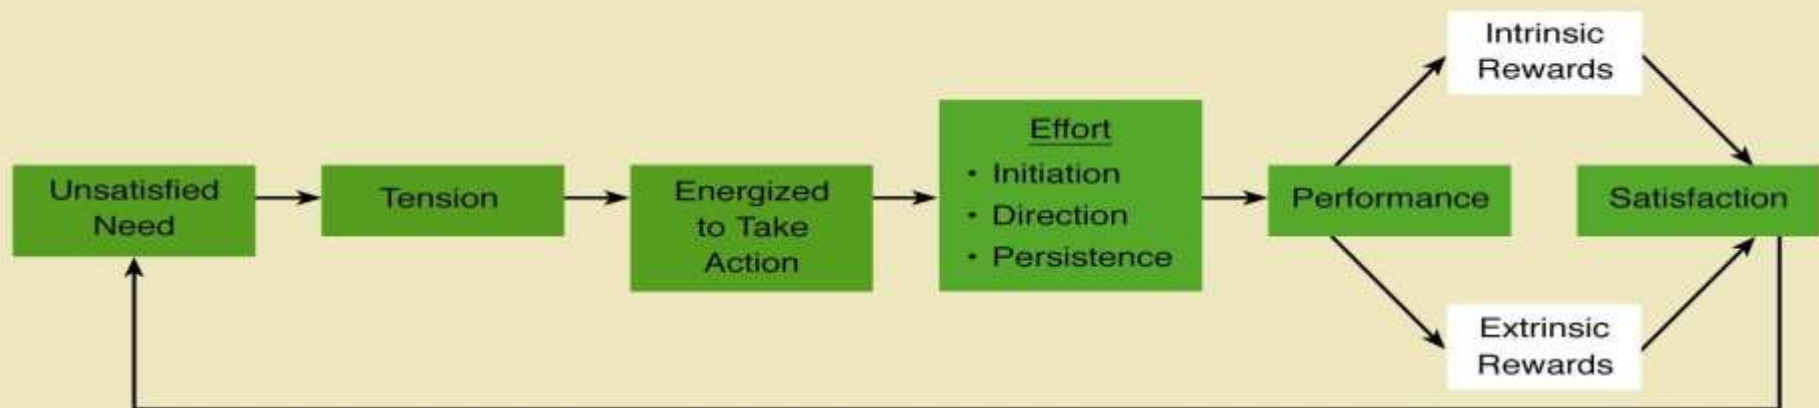 Unsatisfied
Need
Tension
Energized
to Take
Action
Effort
• Initiation
• Direction
• Persistence
Performance
Intrinsic
Rewards
Extrinsic
Rewards
Satisfaction